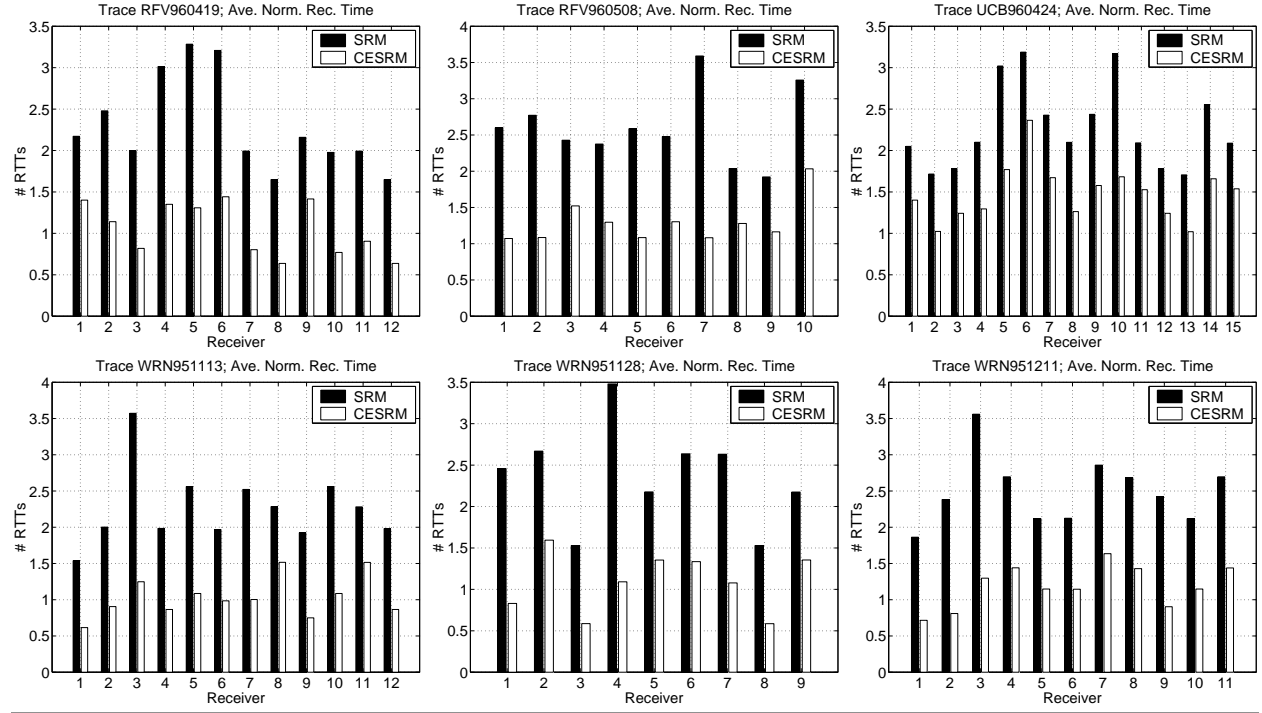 Trace RFV960419; Ave. Norm. Rec. Time
3.5
3
2.5
2
1.5
1
0.5
0
# RTTs
SRM
CESRM
1 2 3 4 5 6 7 8 9 10 11 12
Receiver
Trace RFV960508; Ave. Norm. Rec. Time
4
3.5
3
2.5
2
1.5
1
0.5
0
# RTTs
SRM
CESRM
1 2 3 4 5 6 7 8 9 10
Receiver
Trace UCB960424; Ave. Norm. Rec. Time
3.5
3
2.5
2
1.5
1
0.5
0
# RTTs
SRM
CESRM
1 2 3 4 5 6 7 8 9 10 11 12 13 14 15
Receiver
Trace WRN951113; Ave. Norm. Rec. Time
4
3.5
3
2.5
2
1.5
1
0.5
0
# RTTs
SRM
CESRM
1 2 3 4 5 6 7 8 9 10 11 12
Receiver
Trace WRN951128; Ave. Norm. Rec. Time
3.5
3
2.5
2
1.5
1
0.5
0
# RTTs
SRM
CESRM
1 2 3 4 5 6 7 8 9
Receiver
Trace WRN951211; Ave. Norm. Rec. Time
4
3.5
3
2.5
2
1.5
1
0.5
0
# RTTs
SRM
CESRM
1 2 3 4 5 6 7 8 9 10 11
Receiver